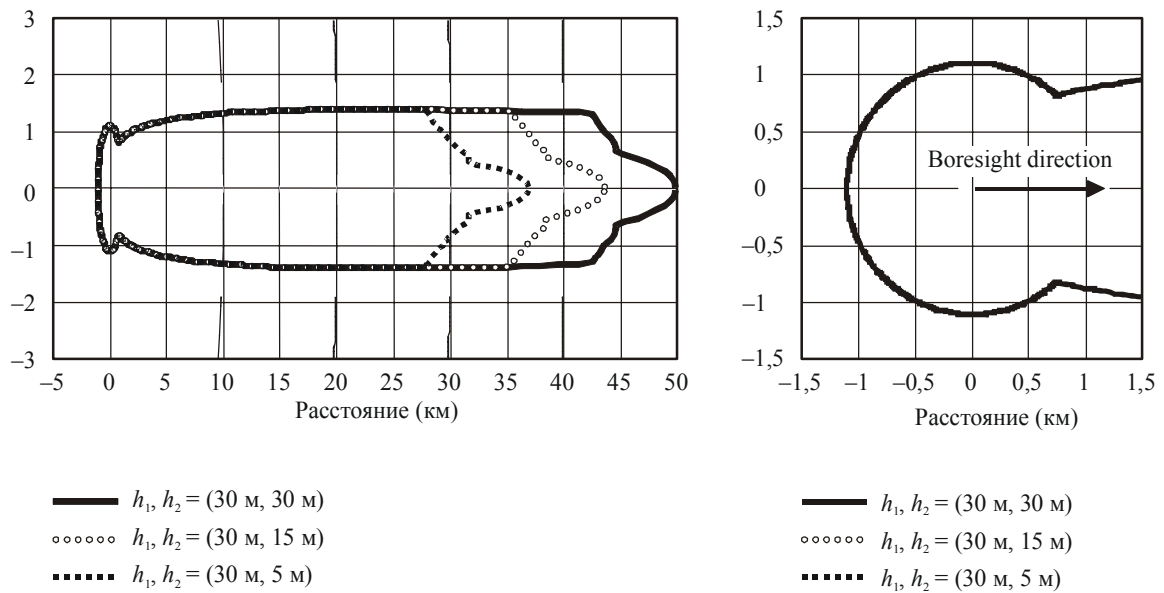 3
2
1
0
–1
–2
–3
–5 0 5 10 15 20 25 30 35 40 45 50
Расстояние (км)
h₁, h₂ = (30 м, 30 м)
h₁, h₂ = (30 м, 15 м)
h₁, h₂ = (30 м, 5 м)
1,5
1
0,5
0
–0,5
–1
–1,5
Boresight direction
–1,5 –1 –0,5 0 0,5 1 1,5
Расстояние (км)
h₁, h₂ = (30 м, 30 м)
h₁, h₂ = (30 м, 15 м)
h₁, h₂ = (30 м, 5 м)